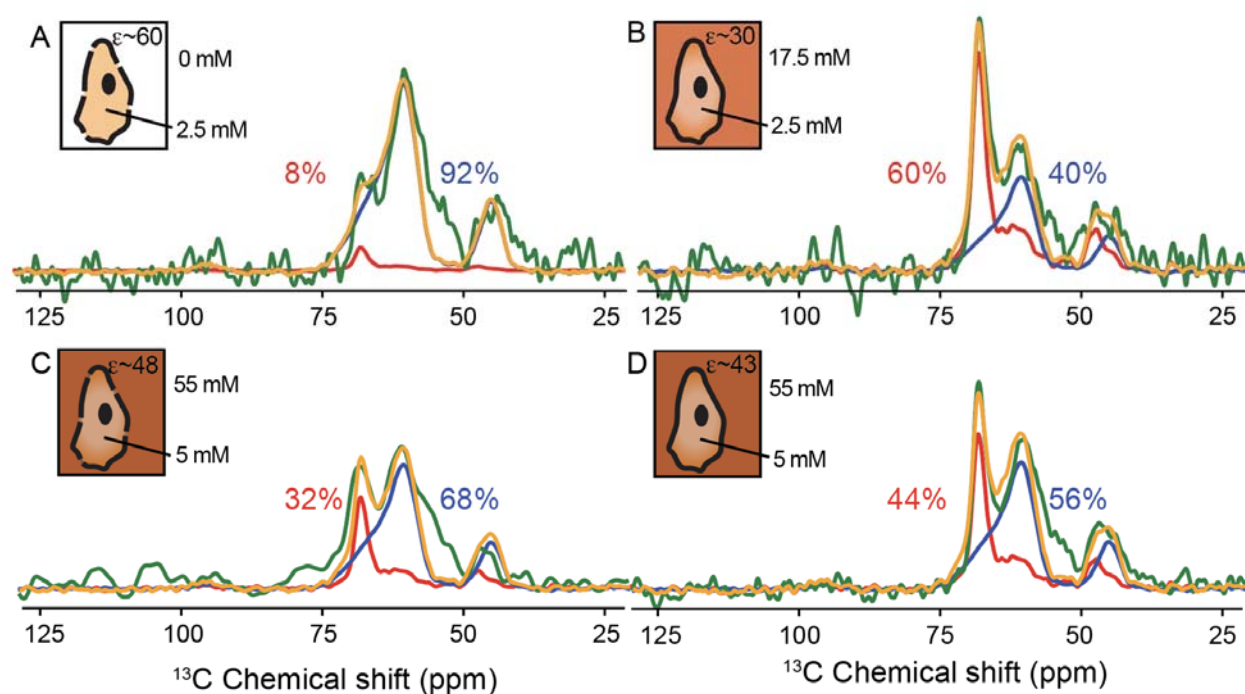 A
ε~60
0 mM
2.5 mM
8%
92%
125
100
75
50
25
B
ε~30
17.5 mM
2.5 mM
60%
40%
125
100
75
50
25
C
ε~48
55 mM
5 mM
32%
68%
125
100
75
50
25
¹³C Chemical shift (ppm)
D
ε~43
55 mM
5 mM
44%
56%
125
100
75
50
25
¹³C Chemical shift (ppm)